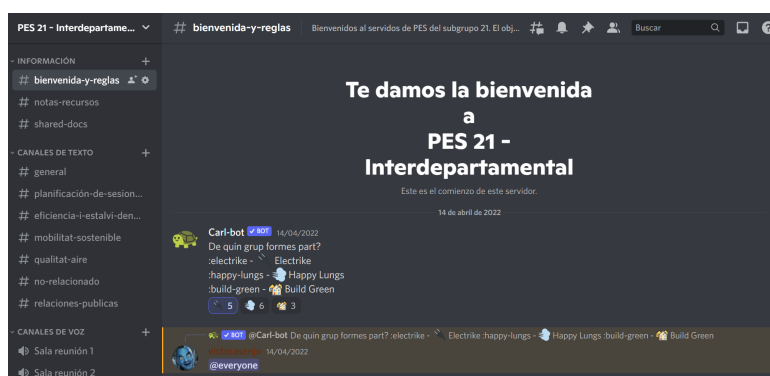 PES 21 - Interdepartame...
# bienvenida-y-reglas
Bienvenidos al servidos de PES del subgrupo 21. El obj...
Buscar
INFORMACIÓN
# bienvenida-y-reglas
# notas-recursos
# shared-docs
CANALES DE TEXTO
# general
# planificación-de-sesion...
# eficiencia-i-estalvi-den...
# mobilitat-sostenible
# qualitat-aire
# no-relacionado
# relaciones-publicas
CANALES DE VOZ
Sala reunión 1
Sala reunión 2
Te damos la bienvenida
a
PES 21 -
Interdepartamental
Este es el comienzo de este servidor.
14 de abril de 2022
Carl-bot BOT 14/04/2022
De quin grup formes part?
:electrike - Electrike
:happy-lungs - Happy Lungs
:build-green - Build Green
5 6 3
BOT @Carl-bot De quin grup formes part? :electrike - Electrike :happy-lungs - Happy Lungs :build-green - Build Green
14/04/2022
@everyone